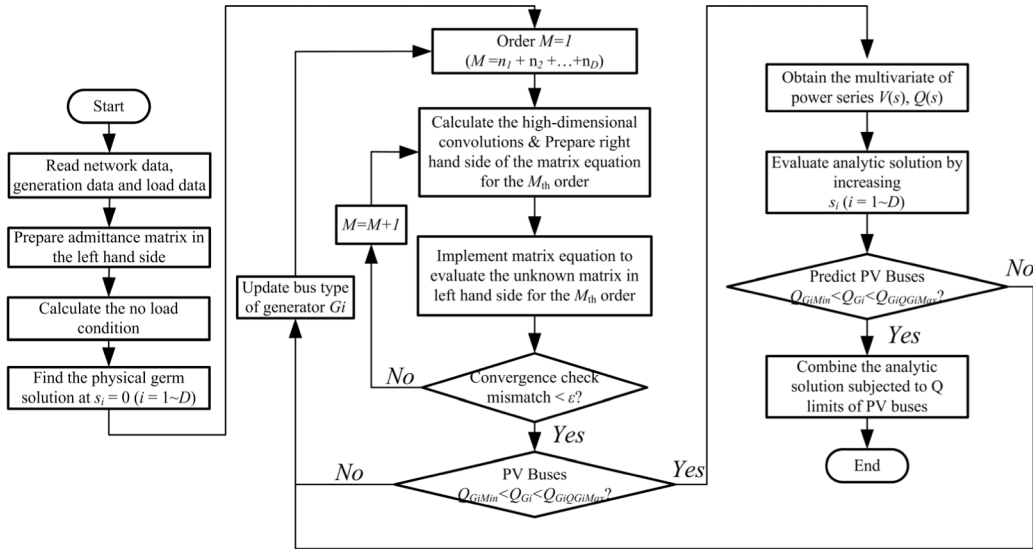 Start
Read network data,
generation data and load data
Prepare admittance matrix in
the left hand side
Calculate the no load
condition
Find the physical germ
solution at si = 0 (i = 1~D)
Order M=1
(M =n1 + n2 +…+nD)
Calculate the high-dimensional
convolutions & Prepare right
hand side of the matrix equation
for the Mth order
M=M+1
Implement matrix equation to
evaluate the unknown matrix in
left hand side for the Mth order
Update bus type
of generator Gi
Convergence check
mismatch < ε?
No
Yes
PV Buses
QGiMin<QGi<QGiQGiMax?
No
Yes
Obtain the multivariate of
power series V(s), Q(s)
Evaluate analytic solution by
increasing
si (i = 1~D)
Predict PV Buses
QGiMin<QGi<QGiQGiMax?
No
Yes
Combine the analytic
solution subjected to Q
limits of PV buses
End